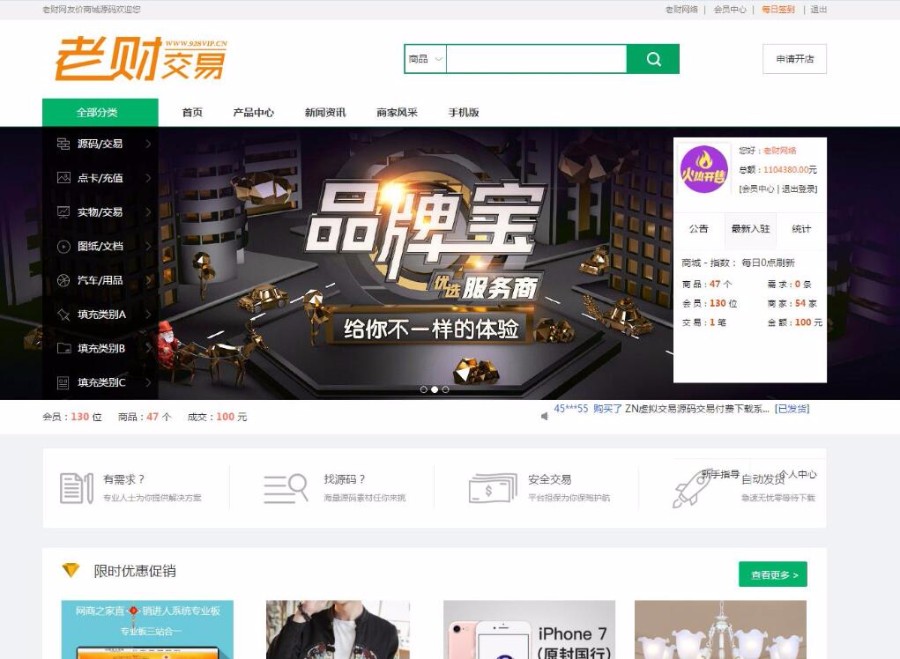 老财网友价商城源码欢迎您
老财网络 | 会员中心 | 每日签到 | 退出
老财交易
WWW.928VIP.CN
商品
申请开店
全部分类
首页 产品中心 新闻资讯 商家风采 手机版
源码/交易
点卡/充值
实物/交易
图纸/文档
汽车/用品
填充类别A
填充类别B
填充类别C
品牌宝
优选服务商
给你不一样的体验
火热开售
您好：老财网络
总额：1104380.00元
[会员中心 | 退出登录]
公告 最新入驻 统计
商城 - 指数： 每日0点刷新
商品：47 个 需求：0 条
会员：130 位 商家：54 家
交易：1 笔 金额：100 元
会员：130 位 商品：47 个 成交：100 元
45***55 购买了 ZN虚拟交易源码交易付费下载系... [已发货]
有需求？
专业人士为你提供解决方案
找源码？
海量源码素材任你来挑
安全交易
平台担保为你保驾护航
新手指导 个人中心
自动发货
急速无忧零等待下载
限时优惠促销
查看更多 >
网商之家直
销进人系统专业板
专业板三站合一
iPhone 7
(原封国行)